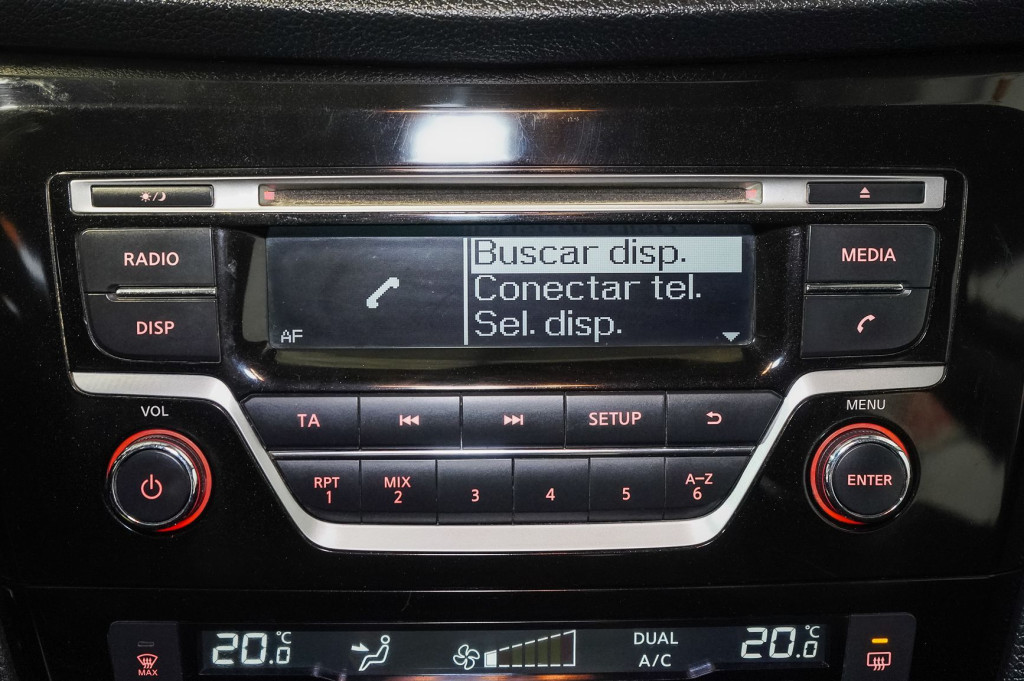 RADIO
DISP
AF
Buscar disp.
Conectar tel.
Sel. disp.
MEDIA
VOL
MENU
TA
SETUP
RPT
1
MIX
2
3
4
5
A–Z
6
ENTER
MAX
20.0 °C
DUAL
A/C
20.0 °C